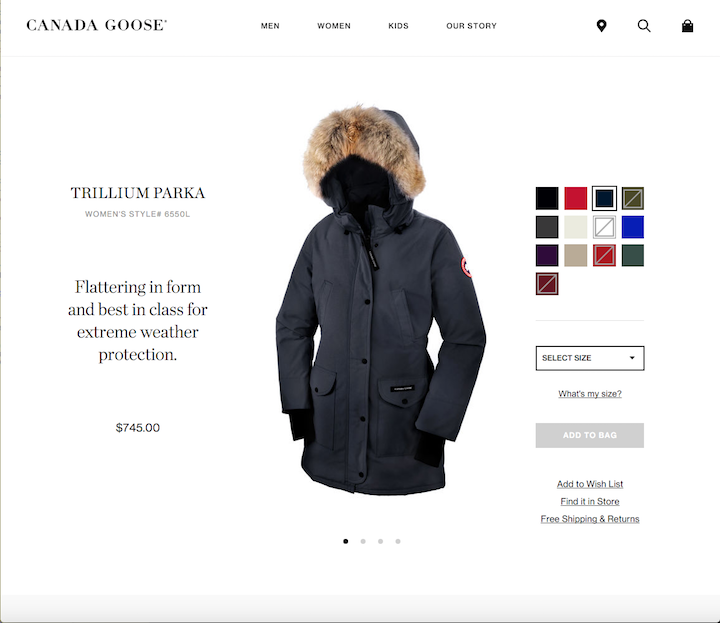 CANADA GOOSE®
MEN WOMEN KIDS OUR STORY
TRILLIUM PARKA
WOMEN'S STYLE# 6550L
Flattering in form
and best in class for
extreme weather
protection.
$745.00
CANADA GOOSE
SELECT SIZE
What's my size?
ADD TO BAG
Add to Wish List
Find it in Store
Free Shipping & Returns